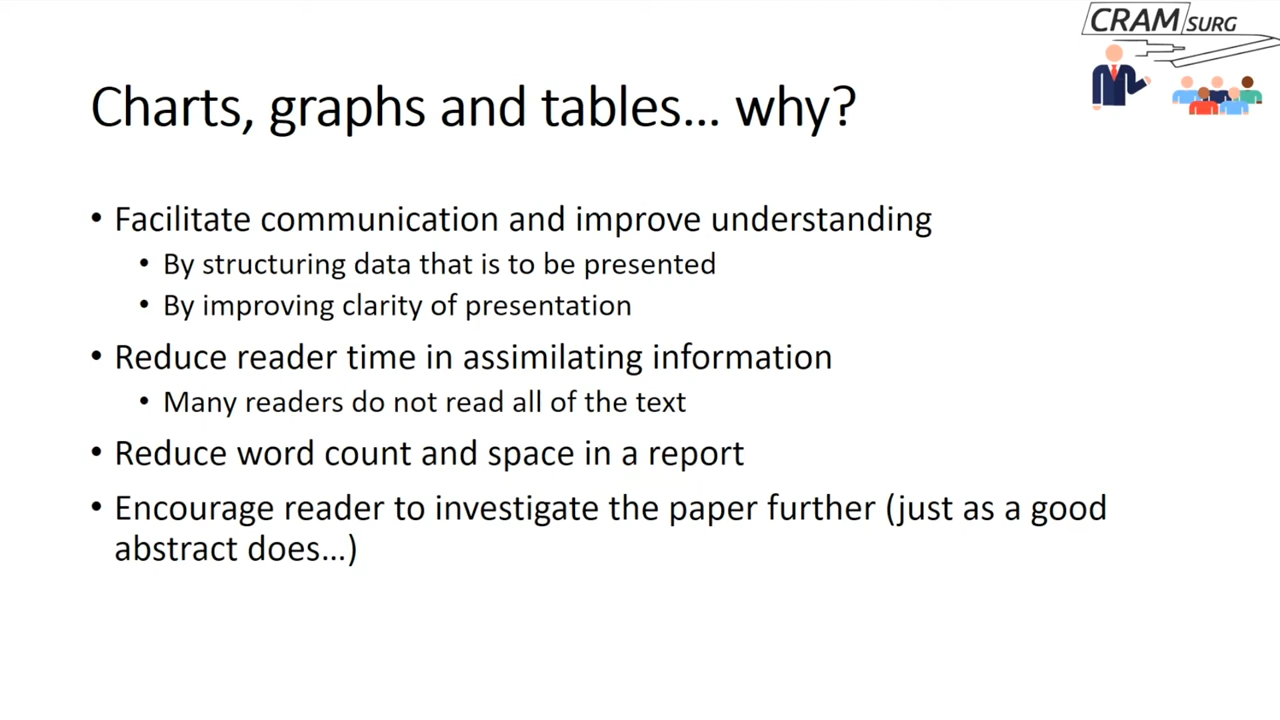 CRAM SURG
Charts, graphs and tables... why?
• Facilitate communication and improve understanding
• By structuring data that is to be presented
• By improving clarity of presentation
• Reduce reader time in assimilating information
• Many readers do not read all of the text
• Reduce word count and space in a report
• Encourage reader to investigate the paper further (just as a good
abstract does...)